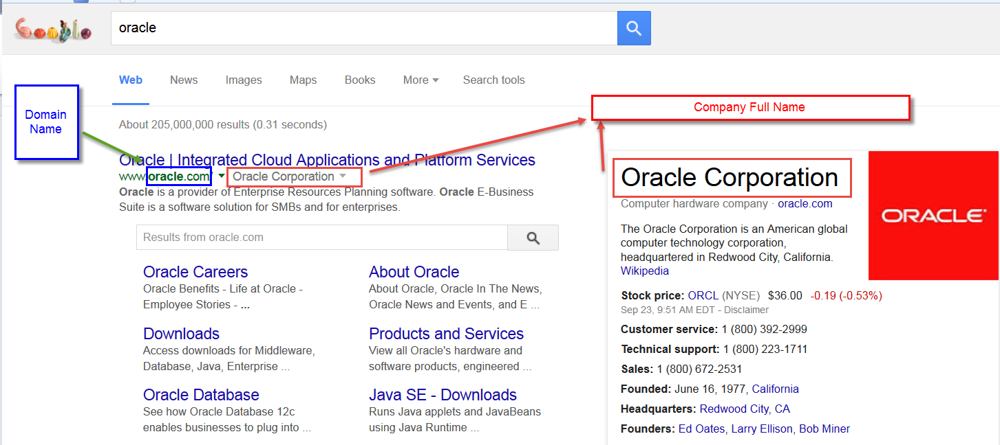 Google
oracle
Web News Images Maps Books More Search tools
Domain
Name
Company Full Name
About 205,000,000 results (0.31 seconds)
Oracle | Integrated Cloud Applications and Platform Services
www.oracle.com/ Oracle Corporation
Oracle is a provider of Enterprise Resources Planning software. Oracle E-Business
Suite is a software solution for SMBs and for enterprises.
Results from oracle.com
Oracle Careers
Oracle Benefits - Life at Oracle -
Employee Stories - ...
About Oracle
About Oracle, Oracle In The News,
Oracle News and Events, and E ...
Downloads
Access downloads for Middleware,
Database, Java, Enterprise ...
Products and Services
View all Oracle's hardware and
software products, engineered ...
Oracle Database
See how Oracle Database 12c
enables businesses to plug into ...
Java SE - Downloads
Runs Java applets and JavaBeans
using Java Runtime ...
Oracle Corporation
Computer hardware company · oracle.com
ORACLE®
The Oracle Corporation is an American global
computer technology corporation,
headquartered in Redwood City, California.
Wikipedia
Stock price: ORCL (NYSE) $36.00 -0.19 (-0.53%)
Sep 23, 9:51 AM EDT - Disclaimer
Customer service: 1 (800) 392-2999
Technical support: 1 (800) 223-1711
Sales: 1 (800) 672-2531
Founded: June 16, 1977, California
Headquarters: Redwood City, CA
Founders: Ed Oates, Larry Ellison, Bob Miner